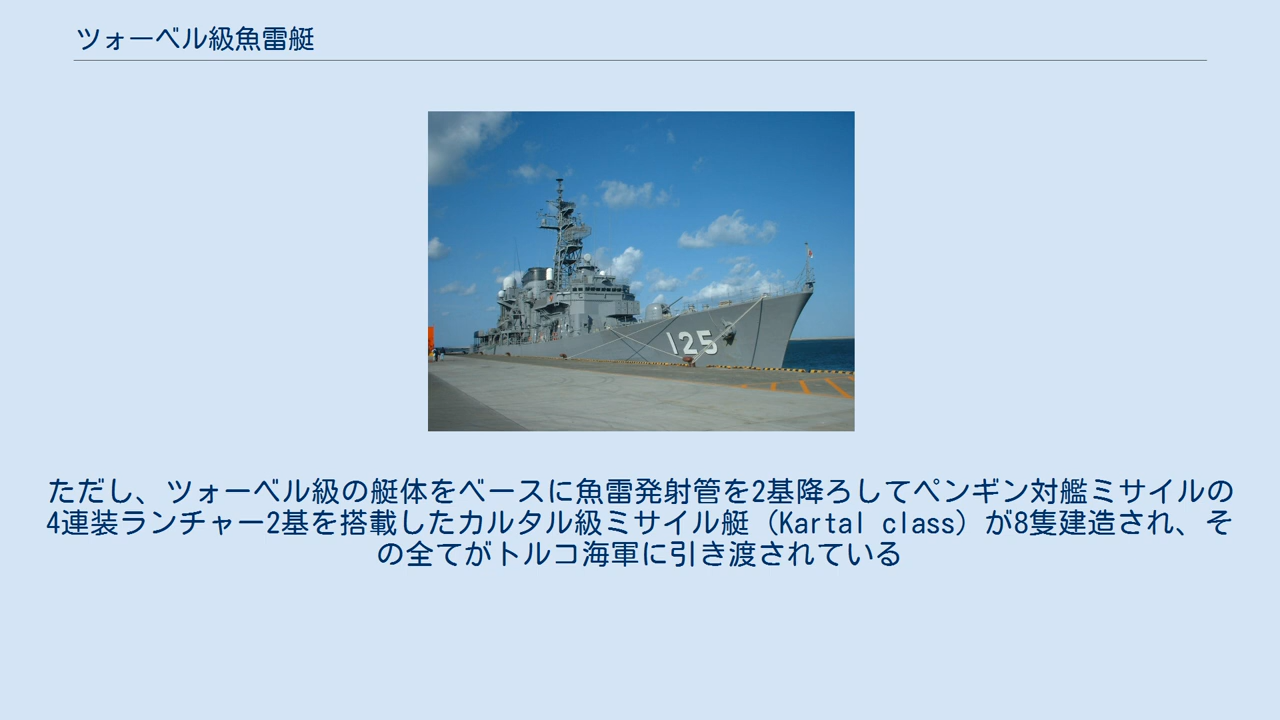 ツォーベル級魚雷艇
125
ただし、ツォーベル級の艇体をベースに魚雷発射管を2基降ろしてペンギン対艦ミサイルの
4連装ランチャー2基を搭載したカルタル級ミサイル艇（Kartal class）が8隻建造され、そ
の全てがトルコ海軍に引き渡されている